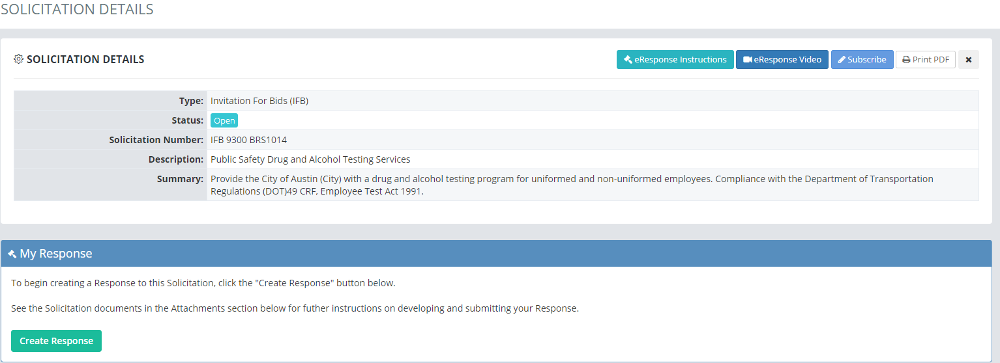 SOLICITATION DETAILS
SOLICITATION DETAILS
eResponse Instructions
eResponse Video
Subscribe
Print PDF
Type: Invitation For Bids (IFB)
Status: Open
Solicitation Number: IFB 9300 BRS1014
Description: Public Safety Drug and Alcohol Testing Services
Summary: Provide the City of Austin (City) with a drug and alcohol testing program for uniformed and non-uniformed employees. Compliance with the Department of Transportation
Regulations (DOT)49 CRF, Employee Test Act 1991.
My Response
To begin creating a Response to this Solicitation, click the "Create Response" button below.
See the Solicitation documents in the Attachments section below for futher instructions on developing and submitting your Response.
Create Response